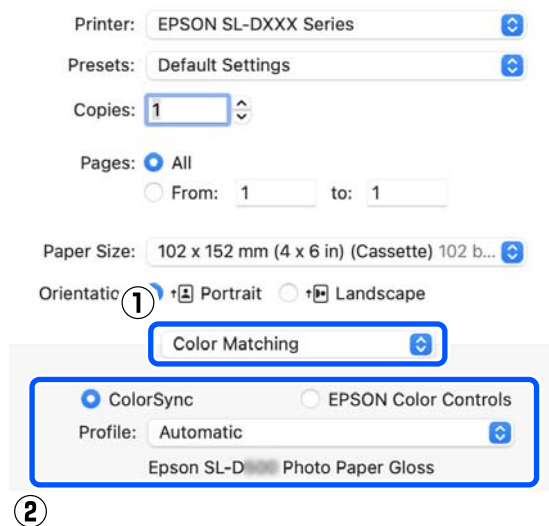 Printer: EPSON SL-DXXX Series
Presets: Default Settings
Copies: 1
Pages: All
From: 1 to: 1
Paper Size: 102 x 152 mm (4 x 6 in) (Cassette) 102 b...
Orientatio Portrait Landscape
①
Color Matching
ColorSync EPSON Color Controls
Profile: Automatic
Epson SL-D Photo Paper Gloss
②